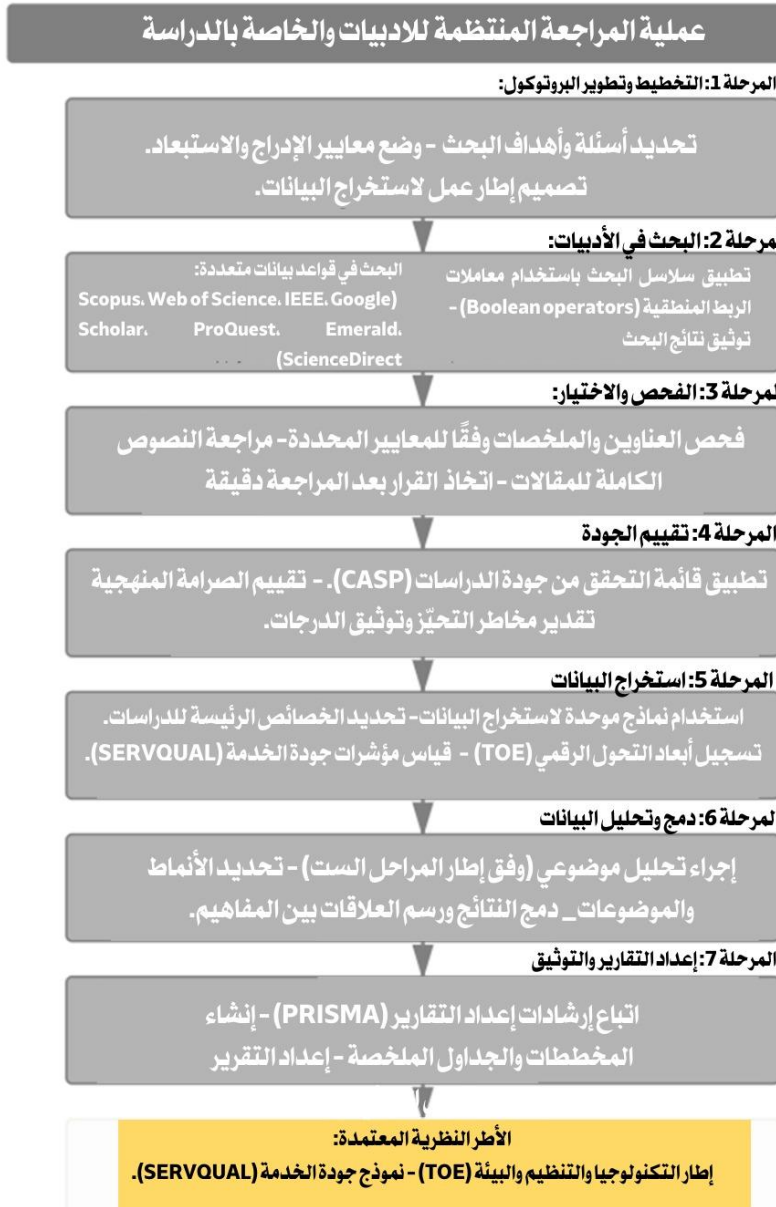 عملية المراجعة المنتظمة للادبيات والخاصة بالدراسة
المرحلة 1: التخطيط وتطوير البروتوكول:
تحديد أسئلة وأهداف البحث - وضع معايير الإدراج والاستبعاد.
تصميم إطار عمل لاستخراج البيانات.
مرحلة 2: البحث في الأدبيات:
تطبيق سلاسل البحث باستخدام معاملات
الربط المنطقية (Boolean operators) -
توثيق نتائج البحث
البحث في قواعد بيانات متعددة:
(Scopus، Web of Science، IEEE، Google
Scholar، ProQuest، Emerald،
ScienceDirect)
لمرحلة 3: الفحص والاختيار:
فحص العناوين والملخصات وفقًا للمعايير المحددة- مراجعة النصوص
الكاملة للمقالات - اتخاذ القرار بعد المراجعة دقيقة
المرحلة 4: تقييم الجودة
تطبيق قائمة التحقق من جودة الدراسات (CASP). - تقييم الصرامة المنهجية
تقدير مخاطر التحيّز وتوثيق الدرجات.
المرحلة 5: استخراج البيانات
استخدام نماذج موحدة لاستخراج البيانات- تحديد الخصائص الرئيسة للدراسات.
تسجيل أبعاد التحول الرقمي (TOE) - قياس مؤشرات جودة الخدمة (SERVQUAL).
لمرحلة 6: دمج وتحليل البيانات
إجراء تحليل موضوعي (وفق إطار المراحل الست) - تحديد الأنماط
والموضوعات_ دمج النتائج ورسم العلاقات بين المفاهيم.
المرحلة 7: إعداد التقارير والتوثيق
اتباع إرشادات إعداد التقارير (PRISMA) - إنشاء
المخططات والجداول الملخصة - إعداد التقرير
الأطر النظرية المعتمدة:
إطار التكنولوجيا والتنظيم والبيئة (TOE) - نموذج جودة الخدمة (SERVQUAL).